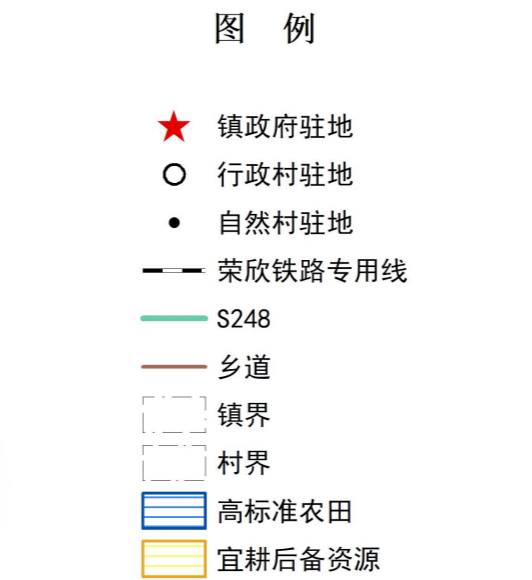 图 例
镇政府驻地
行政村驻地
自然村驻地
荣欣铁路专用线
S248
乡道
镇界
村界
高标准农田
宜耕后备资源